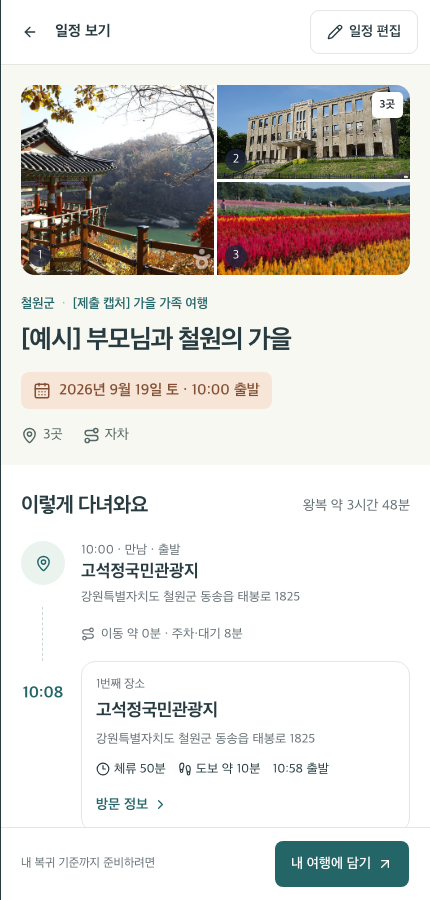 일정 보기
일정 편집
3곳
1
2
3
철원군 · [제출 캡처] 가을 가족 여행
[예시] 부모님과 철원의 가을
2026년 9월 19일 토 · 10:00 출발
3곳 자차
이렇게 다녀와요
왕복 약 3시간 48분
10:00 · 만남 · 출발
고석정국민관광지
강원특별자치도 철원군 동송읍 태봉로 1825
이동 약 0분 · 주차·대기 8분
10:08
1번째 장소
고석정국민관광지
강원특별자치도 철원군 동송읍 태봉로 1825
체류 50분 도보 약 10분 10:58 출발
방문 정보
내 복귀 기준까지 준비하려면
내 여행에 담기